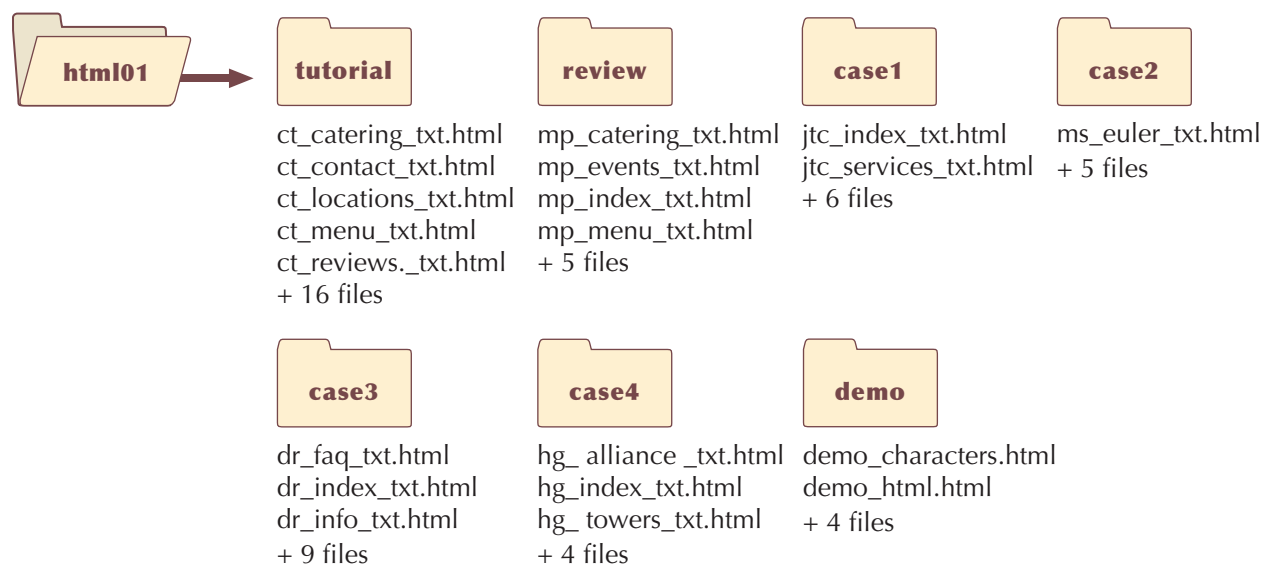 html01
tutorial
ct_catering_txt.html
ct_contact_txt.html
ct_locations_txt.html
ct_menu_txt.html
ct_reviews._txt.html
+ 16 files
review
mp_catering_txt.html
mp_events_txt.html
mp_index_txt.html
mp_menu_txt.html
+ 5 files
case1
jtc_index_txt.html
jtc_services_txt.html
+ 6 files
case2
ms_euler_txt.html
+ 5 files
case3
dr_faq_txt.html
dr_index_txt.html
dr_info_txt.html
+ 9 files
case4
hg_ alliance _txt.html
hg_index_txt.html
hg_ towers_txt.html
+ 4 files
demo
demo_characters.html
demo_html.html
+ 4 files